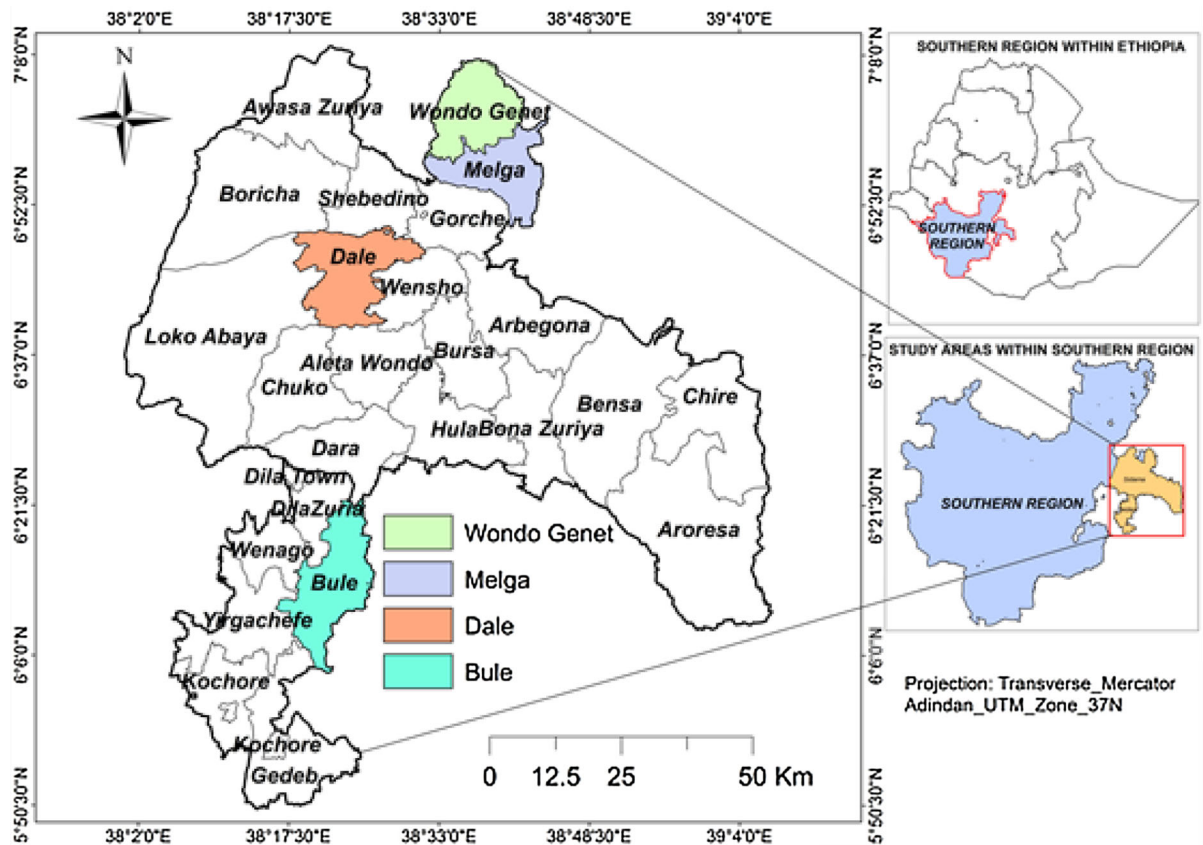 38°2'0"E 38°17'30"E 38°33'0"E 38°48'30"E 39°4'0"E
7°8'0"N
6°52'30"N
6°37'0"N
6°21'30"N
6°6'0"N
5°50'30"N
N
Awasa Zuriya
Wondo Genet
Melga
Boricha
Shebedino
Gorche
Dale
Wensho
Loko Abaya
Arbegona
Aleta Wondo
Bursa
Chuko
Bensa
Chire
Hula
Bona Zuriya
Dara
Dila Town
DilaZuria
Aroresa
Wenago
Bule
Yirgachefe
Kochore
Kochore
Gedeb
Wondo Genet
Melga
Dale
Bule
0 12.5 25 50 Km
38°2'0"E 38°17'30"E 38°33'0"E 38°48'30"E 39°4'0"E
7°8'0"N
6°52'30"N
6°37'0"N
6°21'30"N
6°6'0"N
5°50'30"N
SOUTHERN REGION WITHIN ETHIOPIA
SOUTHERN
REGION
STUDY AREAS WITHIN SOUTHERN REGION
SOUTHERN REGION
Projection: Transverse_Mercator
Adindan_UTM_Zone_37N